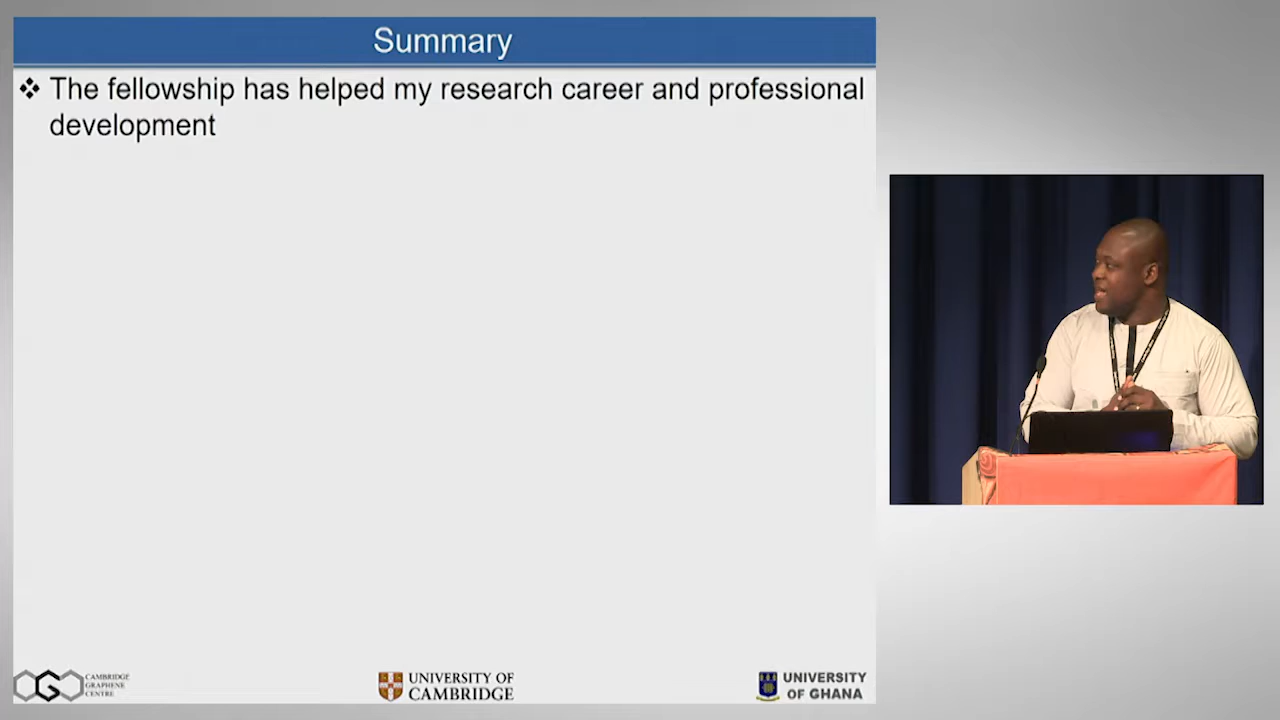 Summary
❖ The fellowship has helped my research career and professional
development
CAMBRIDGE
GRAPHENE
CENTRE
UNIVERSITY OF
CAMBRIDGE
UNIVERSITY
OF GHANA